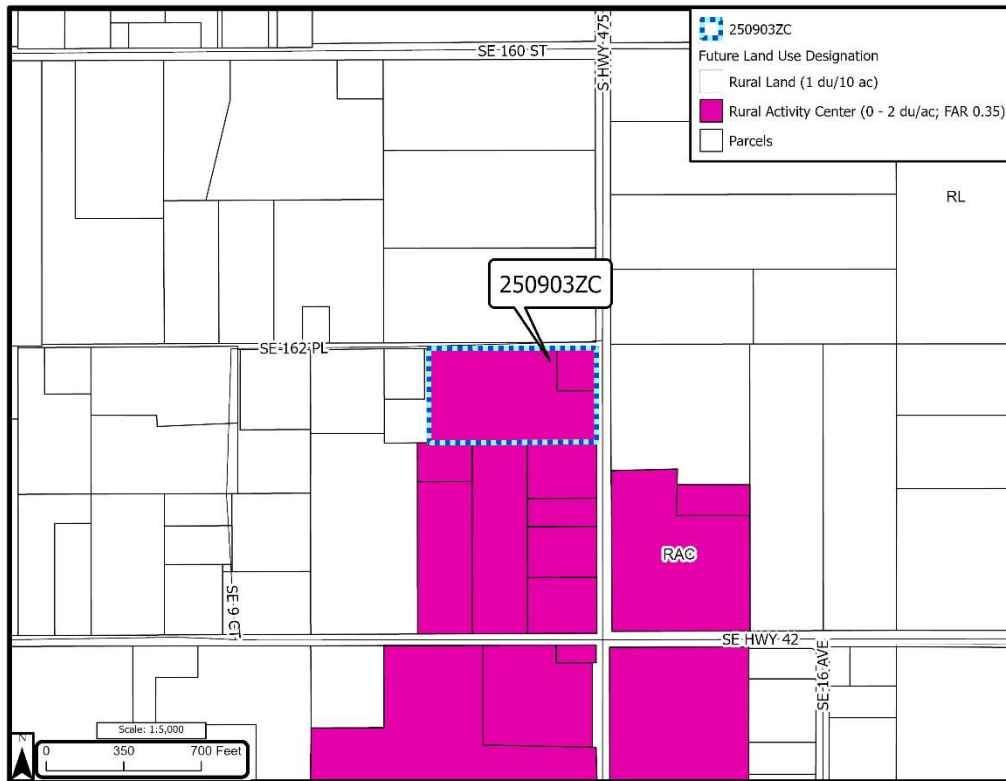 250903ZC
Future Land Use Designation
Rural Land (1 du/10 ac)
Rural Activity Center (0 - 2 du/ac; FAR 0.35)
Parcels
SE 160 ST
S HWY 475
RL
250903ZC
SE 162 PL
RAC
SE 9 CT
SE HWY 42
SE 16 AVE
Scale: 1:5,000
N
0 350 700 Feet